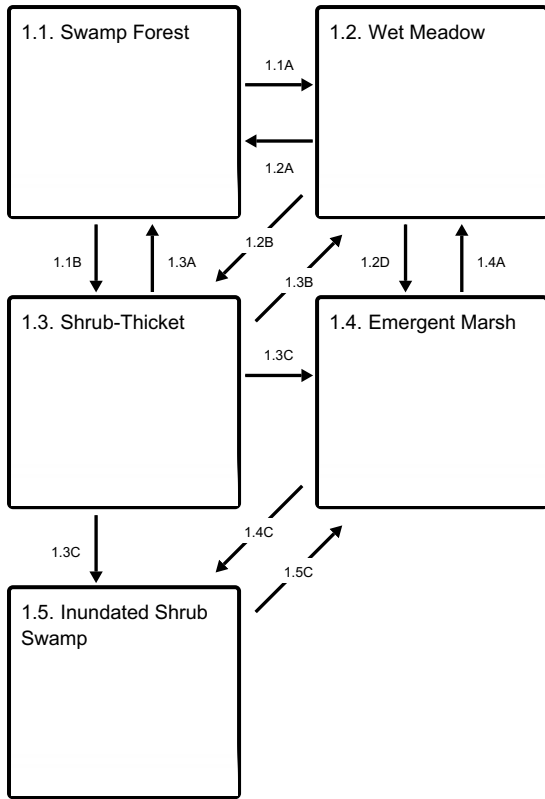 1.1. Swamp Forest
1.2. Wet Meadow
1.1A
1.2A
1.2B
1.1B
1.3A
1.3B
1.2D
1.4A
1.3. Shrub-Thicket
1.4. Emergent Marsh
1.3C
1.4C
1.3C
1.5C
1.5. Inundated Shrub
Swamp